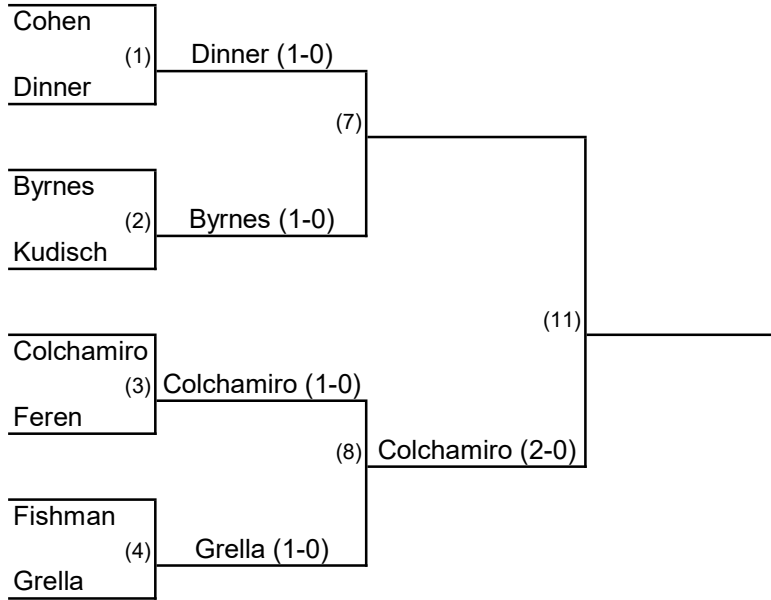 Cohen
(1)
Dinner (1-0)
Dinner
(7)
Byrnes
(2)
Byrnes (1-0)
Kudisch
(11)
Colchamiro
(3)
Colchamiro (1-0)
Feren
(8)
Colchamiro (2-0)
Fishman
(4)
Grella (1-0)
Grella